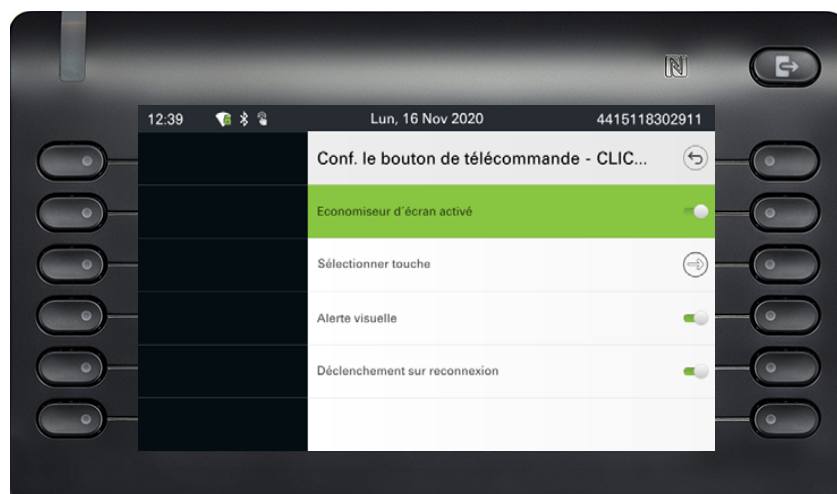 12:39 Lun, 16 Nov 2020 4415118302911
Conf. le bouton de télécommande - CLIC...
Economiseur d'écran activé
Sélectionner touche
Alerte visuelle
Déclenchement sur reconnexion